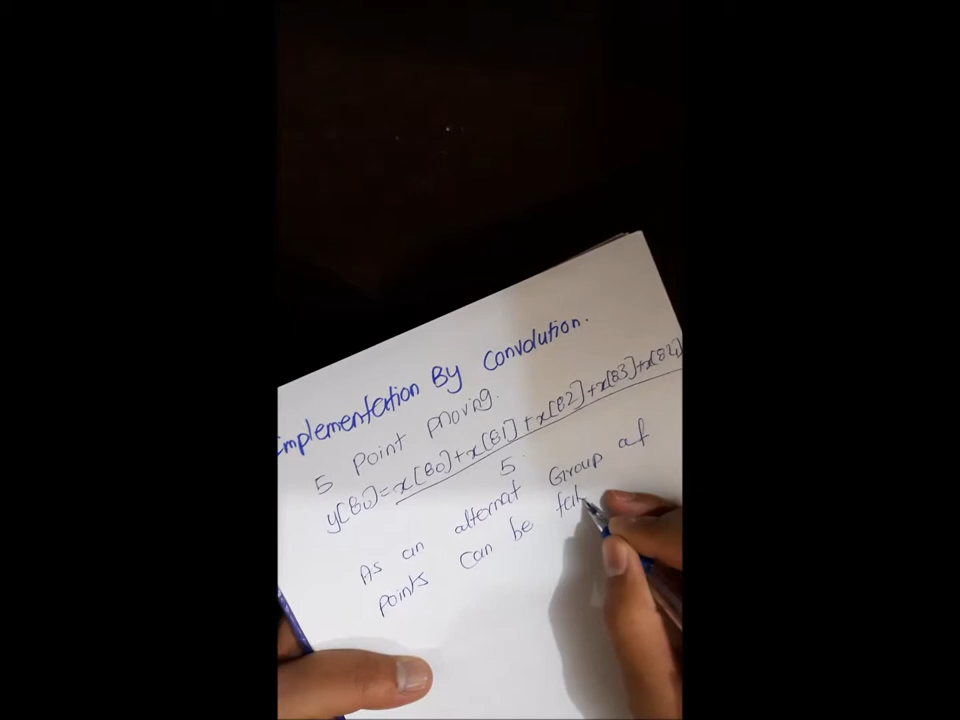 Implementation By Convolution.
5 Point Moving.
y[80]=x[80]+x[81]+x[82]+x[83]+x[84]
5
As an alternat Group of
Points Can be